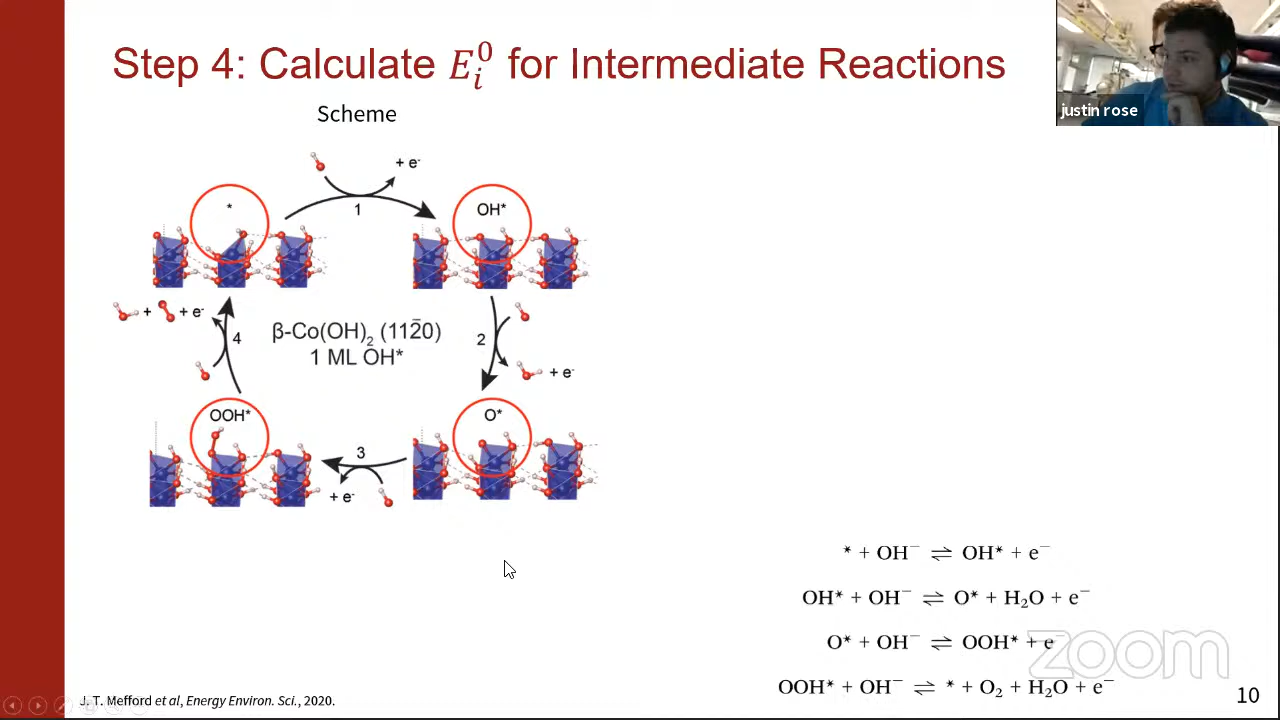 Step 4: Calculate E_i^0 for Intermediate Reactions
justin rose
Scheme
+ e⁻
*
1
OH*
+ + e⁻
4
β-Co(OH)₂ (112̄0)
1 ML OH*
2
+ e⁻
OOH*
O*
3
+ e⁻
* + OH⁻ ⇌ OH* + e⁻
OH* + OH⁻ ⇌ O* + H₂O + e⁻
O* + OH⁻ ⇌ OOH* + e⁻
zoom
OOH* + OH⁻ ⇌ * + O₂ + H₂O + e⁻
J. T. Mefford et al, Energy Environ. Sci., 2020.
10